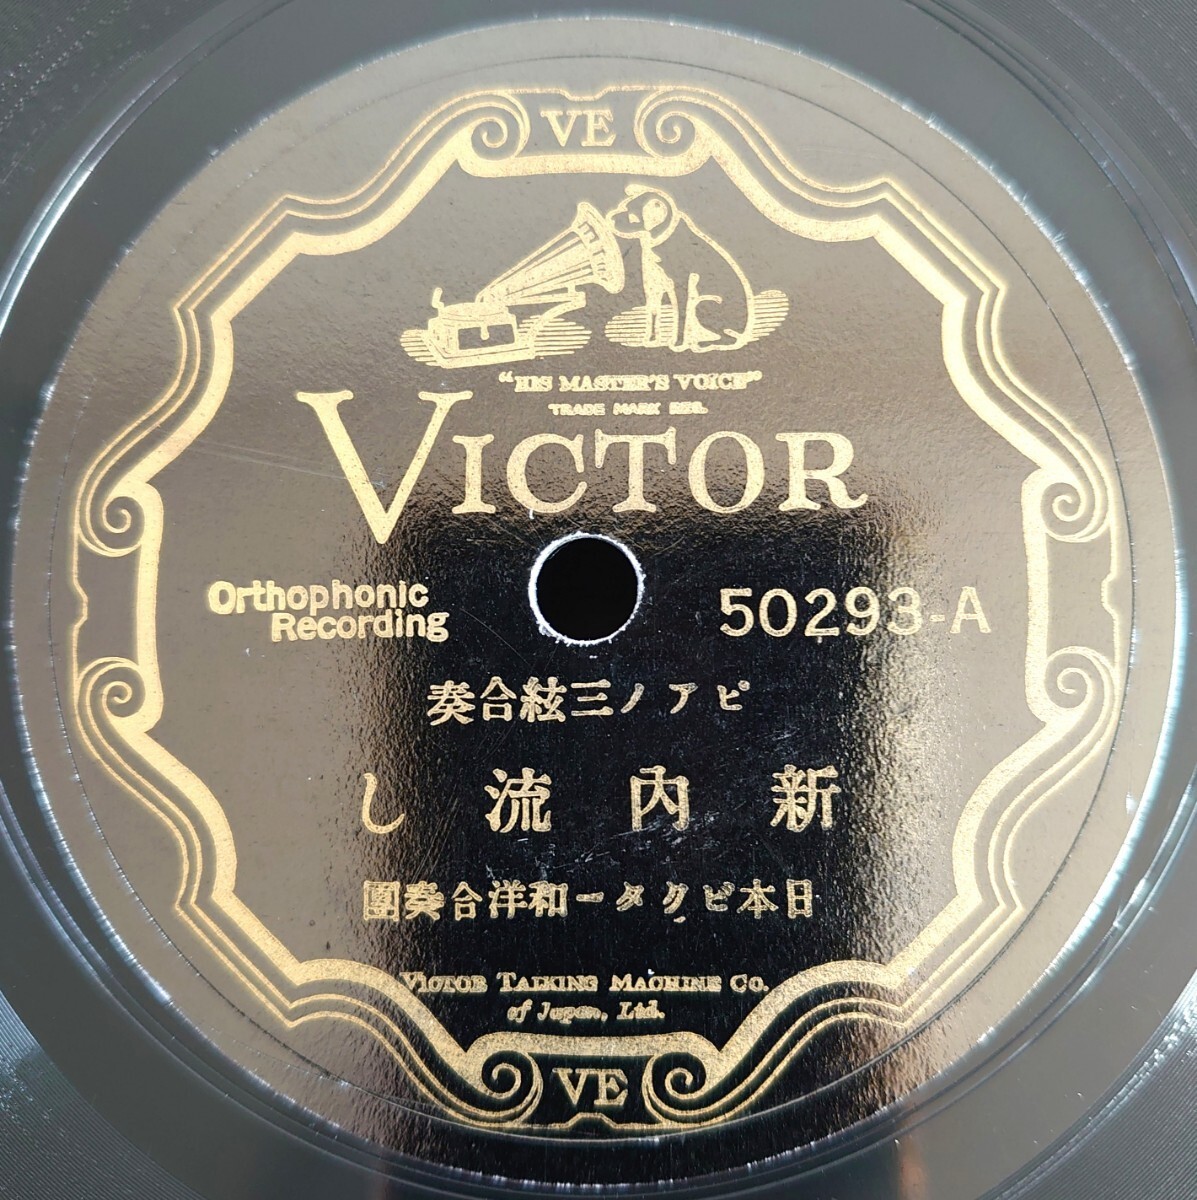 VE
"HIS MASTER'S VOICE"
TRADE MARK REG.
VICTOR
Orthophonic
Recording
50293-A
ピアノ三絃合奏
新内流し
日本ビクター和洋合奏團
VICTOR TALKING MACHINE CO.
of Japan, Ltd.
VE